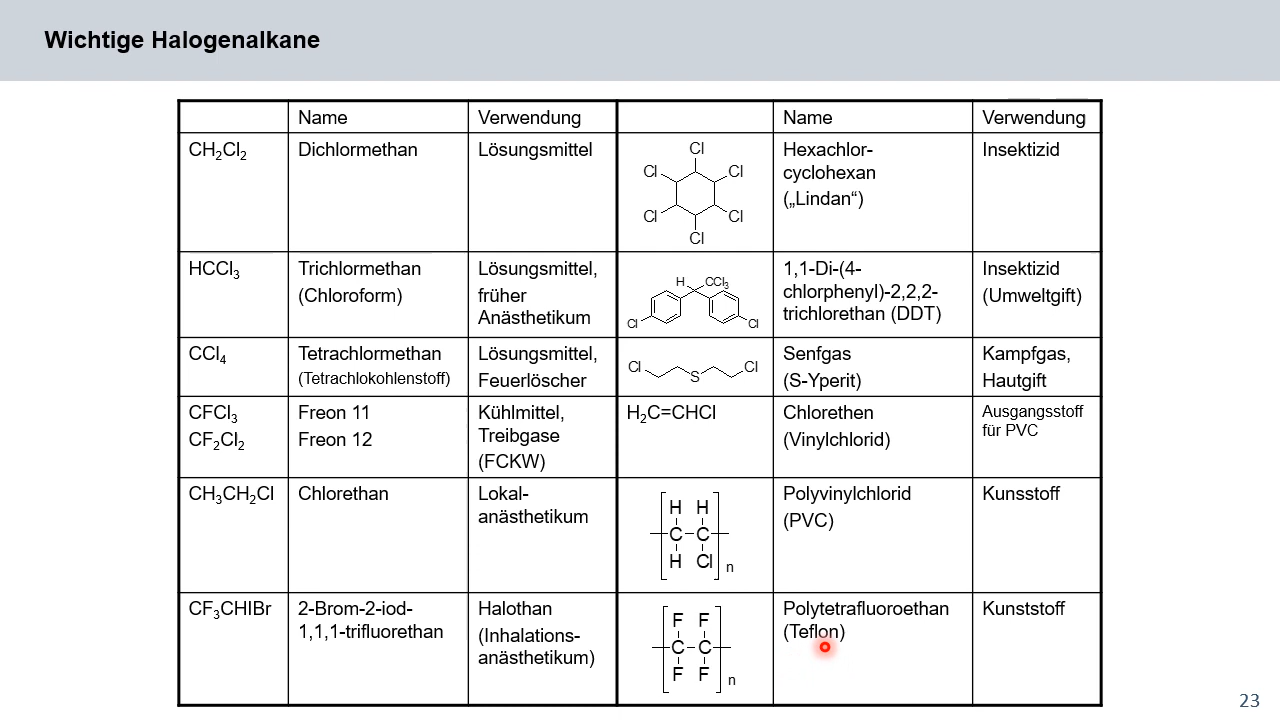 Wichtige Halogenalkane
Name Verwendung Name Verwendung
CH2Cl2 Dichlormethan Lösungsmittel
Cl
Cl Cl
Cl Cl
Cl
Hexachlor-
cyclohexan
(„Lindan“)
Insektizid
HCCl3 Trichlormethan
(Chloroform)
Lösungsmittel,
früher
Anästhetikum
H CCl3
Cl Cl
1,1-Di-(4-
chlorphenyl)-2,2,2-
trichlorethan (DDT)
Insektizid
(Umweltgift)
CCl4 Tetrachlormethan
(Tetrachlokohlenstoff)
Lösungsmittel,
Feuerlöscher
Cl S Cl
Senfgas
(S-Yperit)
Kampfgas,
Hautgift
CFCl3
CF2Cl2
Freon 11
Freon 12
Kühlmittel,
Treibgase
(FCKW)
H2C=CHCl
Chlorethen
(Vinylchlorid)
Ausgangsstoff
für PVC
CH3CH2Cl Chlorethan
Lokal-
anästhetikum
H H
C C
H Cl
n
Polyvinylchlorid
(PVC)
Kunsstoff
CF3CHIBr
2-Brom-2-iod-
1,1,1-trifluorethan
Halothan
(Inhalations-
anästhetikum)
F F
C C
F F
n
Polytetrafluoroethan
(Teflon)
Kunststoff
23